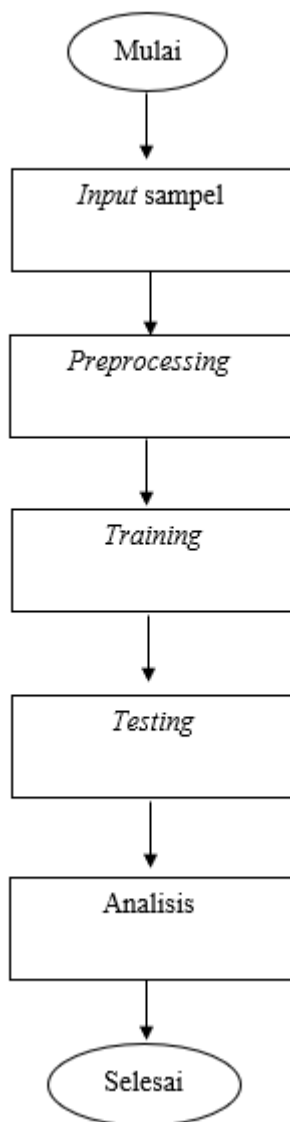 Mulai
Input sampel
Preprocessing
Training
Testing
Analisis
Selesai